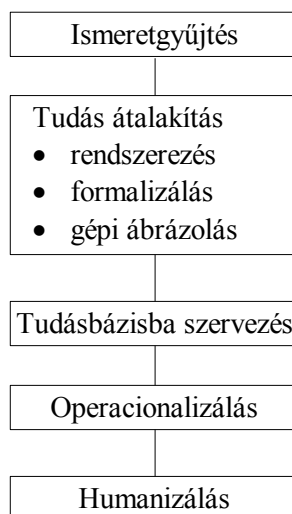 Ismeretgyűjtés
Tudás átalakítás
• rendszerezés
• formalizálás
• gépi ábrázolás
Tudásbázisba szervezés
Operacionalizálás
Humanizálás